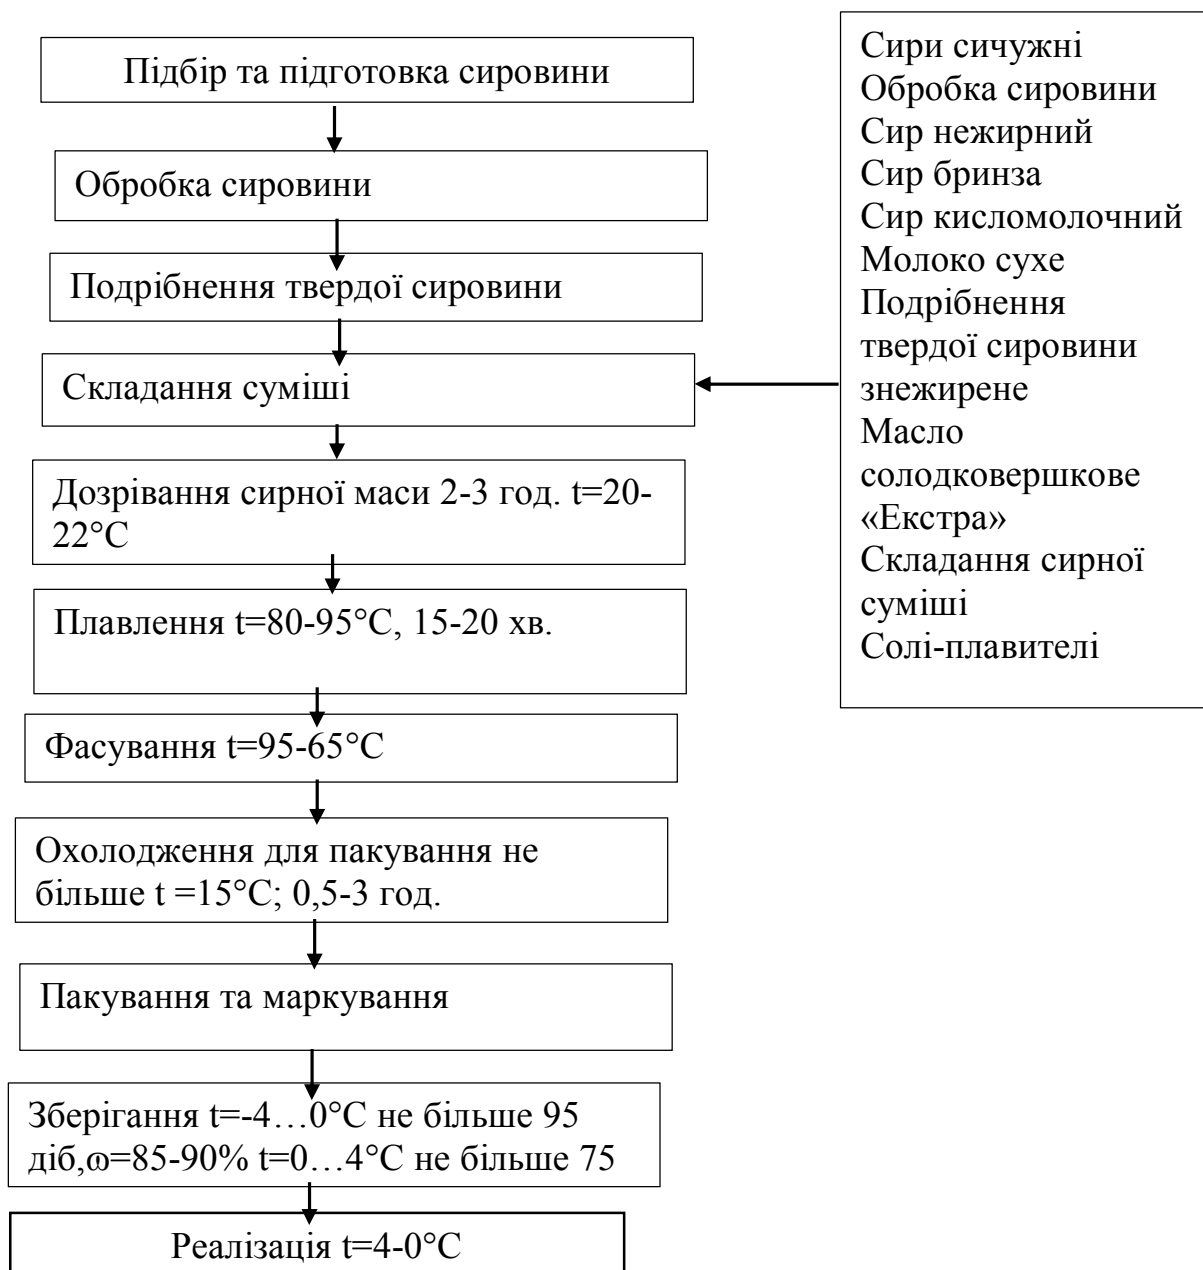 Підбір та підготовка сировини
Обробка сировини
Подрібнення твердої сировини
Складання суміші
Дозрівання сирної маси 2-3 год. t=20-
22°C
Плавлення t=80-95°C, 15-20 хв.
Фасування t=95-65°C
Охолодження для пакування не
більше t =15°C; 0,5-3 год.
Пакування та маркування
Зберігання t=-4…0°C не більше 95
діб,ω=85-90% t=0…4°C не більше 75
Реалізація t=4-0°C
Сири сичужні
Обробка сировини
Сир нежирний
Сир бринза
Сир кисломолочний
Молоко сухе
Подрібнення
твердої сировини
знежирене
Масло
солодковершкове
«Екстра»
Складання сирної
суміші
Солі-плавителі